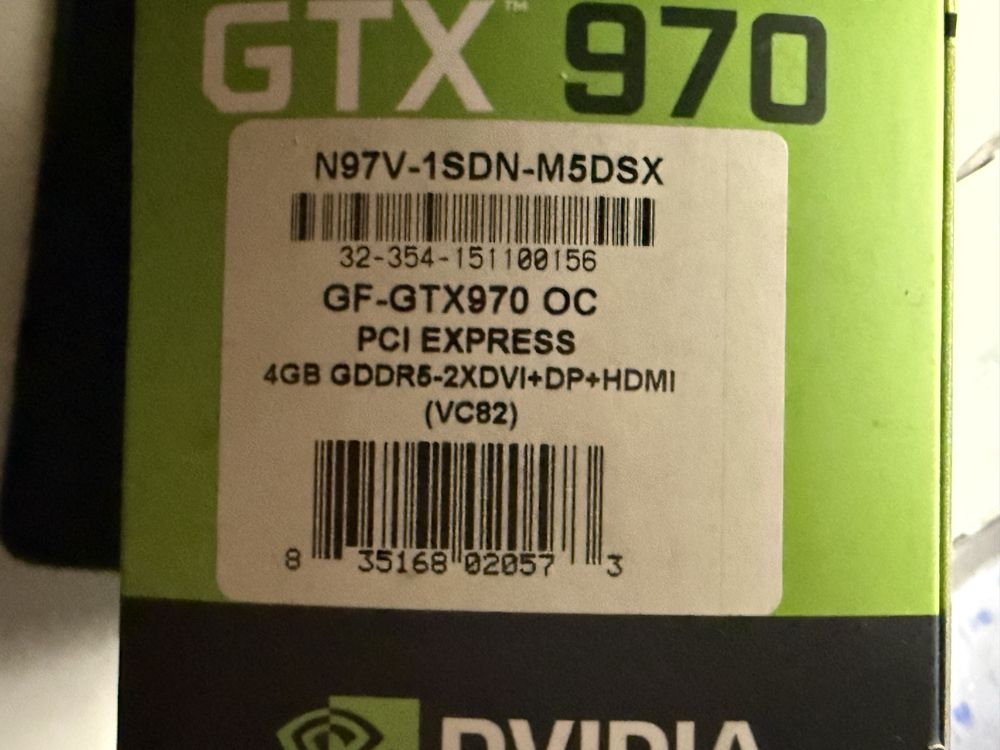 GTX™ 970
N97V-1SDN-M5DSX
32-354-151100156
GF-GTX970 OC
PCI EXPRESS
4GB GDDR5-2XDVI+DP+HDMI
(VC82)
8 35168 02057 3
NVIDIA